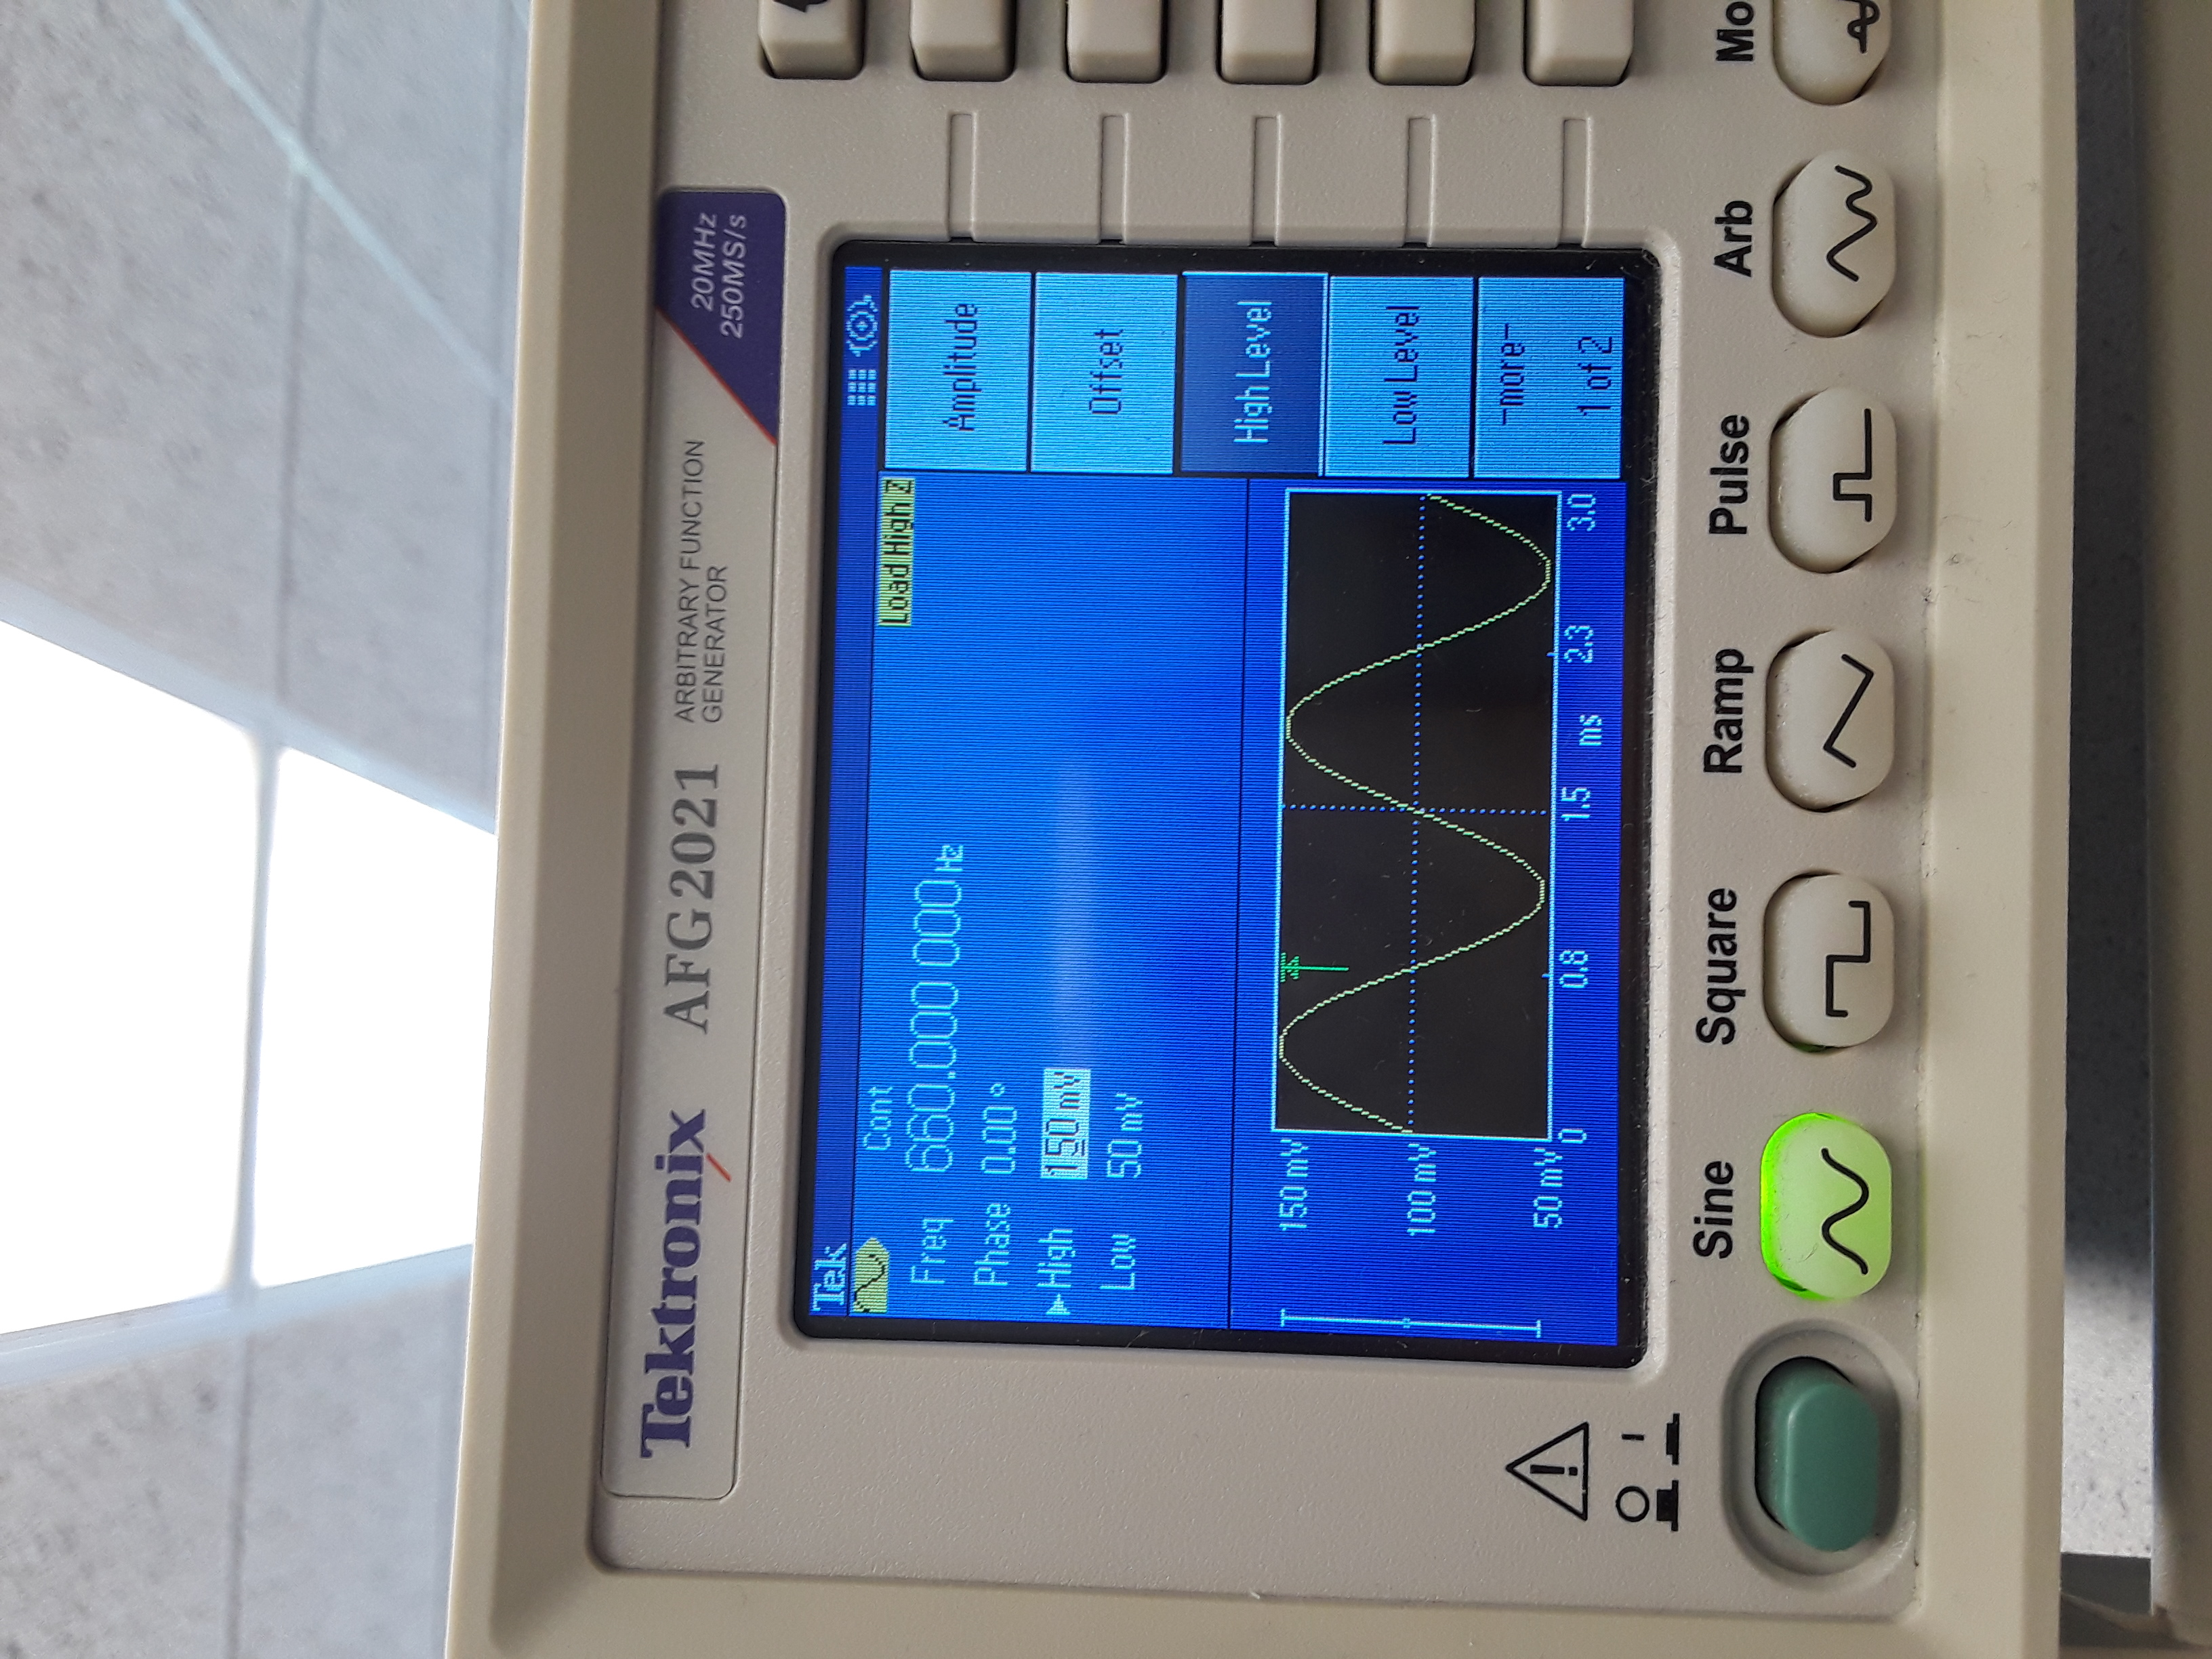 Tektronix AFG2021 ARBITRARY FUNCTION GENERATOR
20MHz
250MS/s
Tek
Cont
Load High Z
Freq 660.000 000 Hz
Phase 0.00 °
High 150 mV
Low 50 mV
Amplitude
Offset
High Level
Low Level
-more-
1 of 2
150 mV
100 mV
50 mV
0 0.8 1.5 ms 2.3 3.0
Sine Square Ramp Pulse Arb